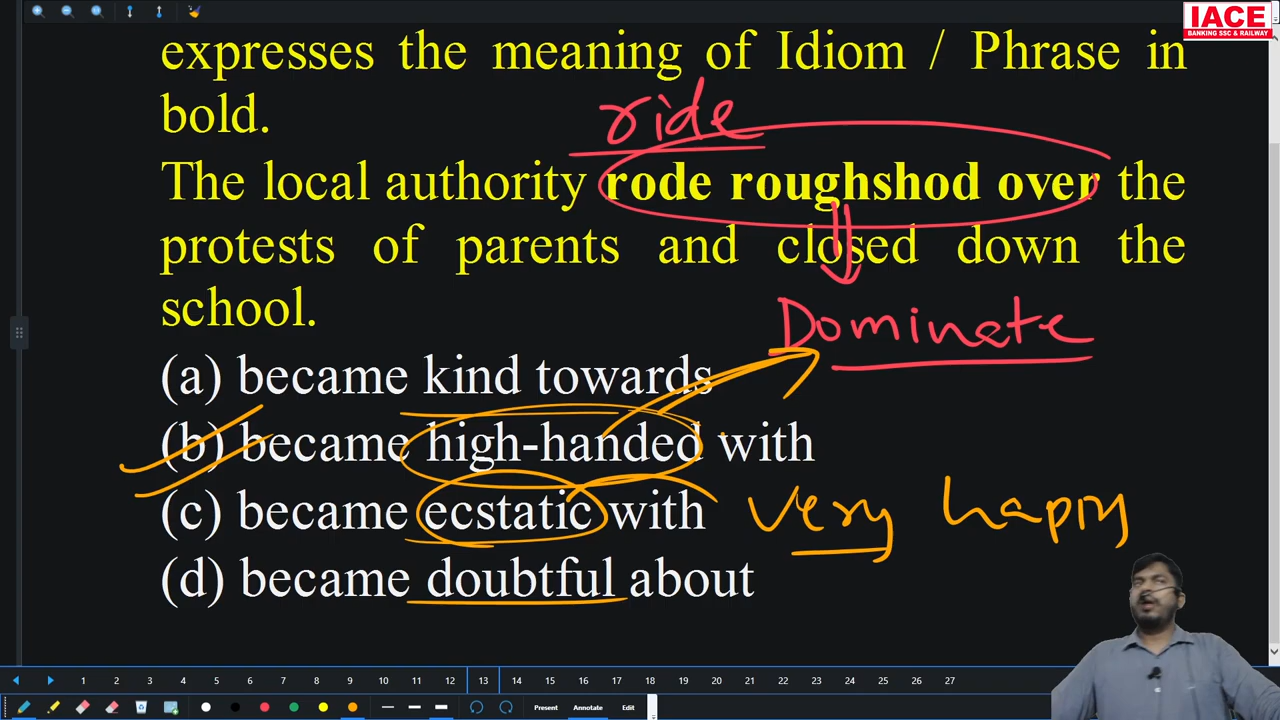 IACE
BANKING SSC & RAILWAY
expresses the meaning of Idiom / Phrase in
bold.
ride
The local authority rode roughshod over the
protests of parents and closed down the
school.
Dominate
(a) became kind towards
(b) became high-handed with
(c) became ecstatic with very happy
(d) became doubtful about
1 2 3 4 5 6 7 8 9 10 11 12 13 14 15 16 17 18 19 20 21 22 23 24 25 26 27
Present Annotate Edit